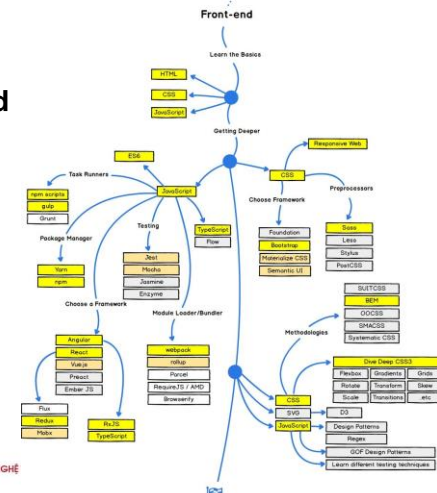 Front-end
Learn the Basics
HTML
CSS
JavaScript
Getting Deeper
ES6
Responsive Web
Task Runners
JavaScript
CSS
npm scripts
gulp
Grunt
Choose Framework
Preprocessors
Testing
TypeScript
Flow
Package Manager
Foundation
Bootstrap
Materialize CSS
Semantic UI
Sass
Less
Stylus
PostCSS
Yarn
npm
Jest
Mocha
Jasmine
Enzyme
Choose a Framework
Module Loader/Bundler
SUITCSS
BEM
OOCSS
SMACSS
Systematic CSS
Methodologies
Angular
React
Vue.js
Preact
Ember JS
webpack
rollup
Parcel
RequireJS / AMD
Browserify
Dive Deep CSS3
Flexbox Gradients Grids
Rotate Transform Skew
Scale Transitions .etc
Flux
Redux
Mobx
RxJS
TypeScript
CSS
SVG
JavaScript
D3
Design Patterns
Regex
GOF Design Patterns
Learn different testing techniques
GHỆ
d